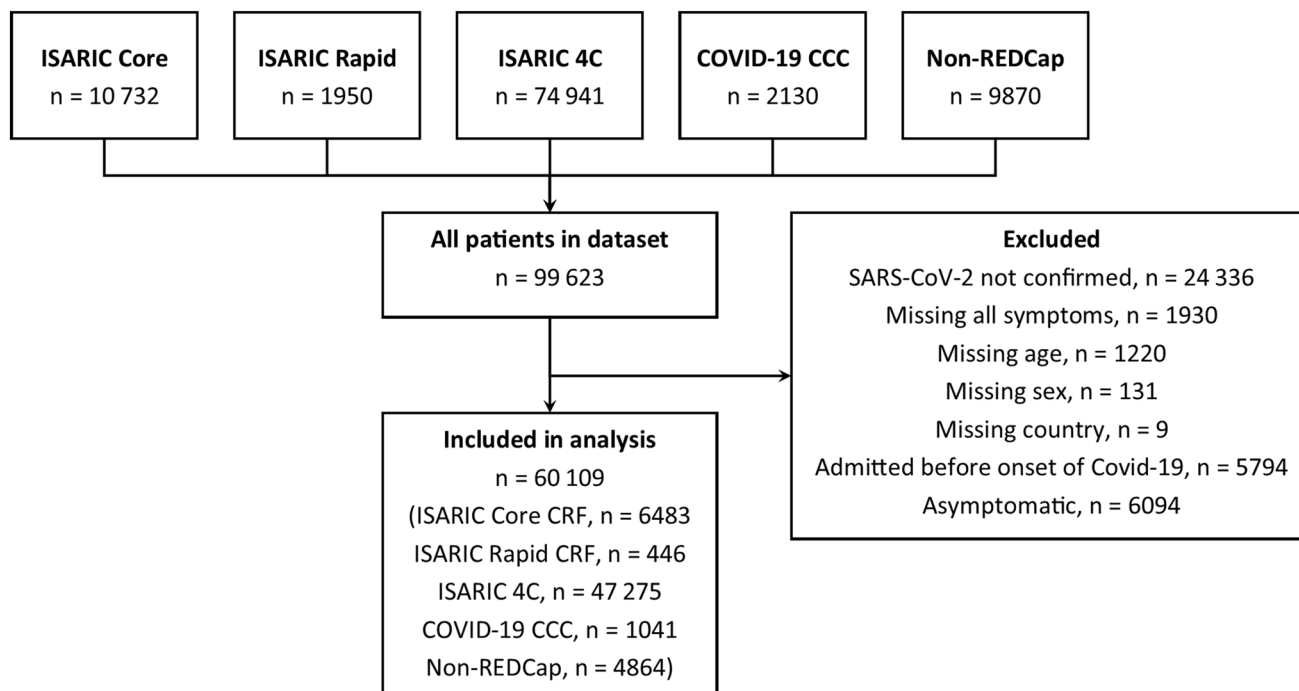 ISARIC Core
n = 10 732
ISARIC Rapid
n = 1950
ISARIC 4C
n = 74 941
COVID-19 CCC
n = 2130
Non-REDCap
n = 9870
All patients in dataset
n = 99 623
Excluded
SARS-CoV-2 not confirmed, n = 24 336
Missing all symptoms, n = 1930
Missing age, n = 1220
Missing sex, n = 131
Missing country, n = 9
Admitted before onset of Covid-19, n = 5794
Asymptomatic, n = 6094
Included in analysis
n = 60 109
(ISARIC Core CRF, n = 6483
ISARIC Rapid CRF, n = 446
ISARIC 4C, n = 47 275
COVID-19 CCC, n = 1041
Non-REDCap, n = 4864)